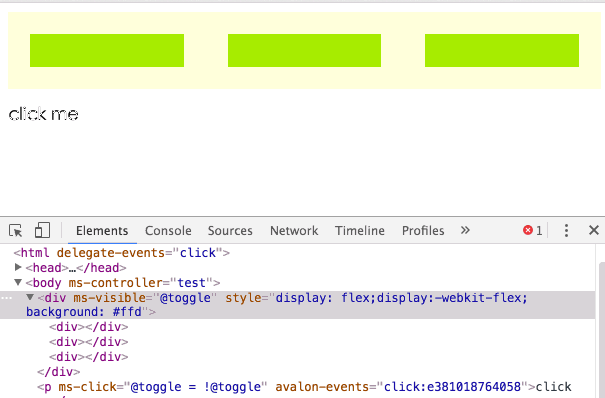 click me
Elements Console Sources Network Timeline Profiles » 1
<html delegate-events="click">
<head>…</head>
<body ms-controller="test">
<div ms-visible="@toggle" style="display: flex;display:-webkit-flex;
background: #ffd">
<div></div>
<div></div>
<div></div>
</div>
<p ms-click="@toggle = !@toggle" avalon-events="click:e381018764058">click